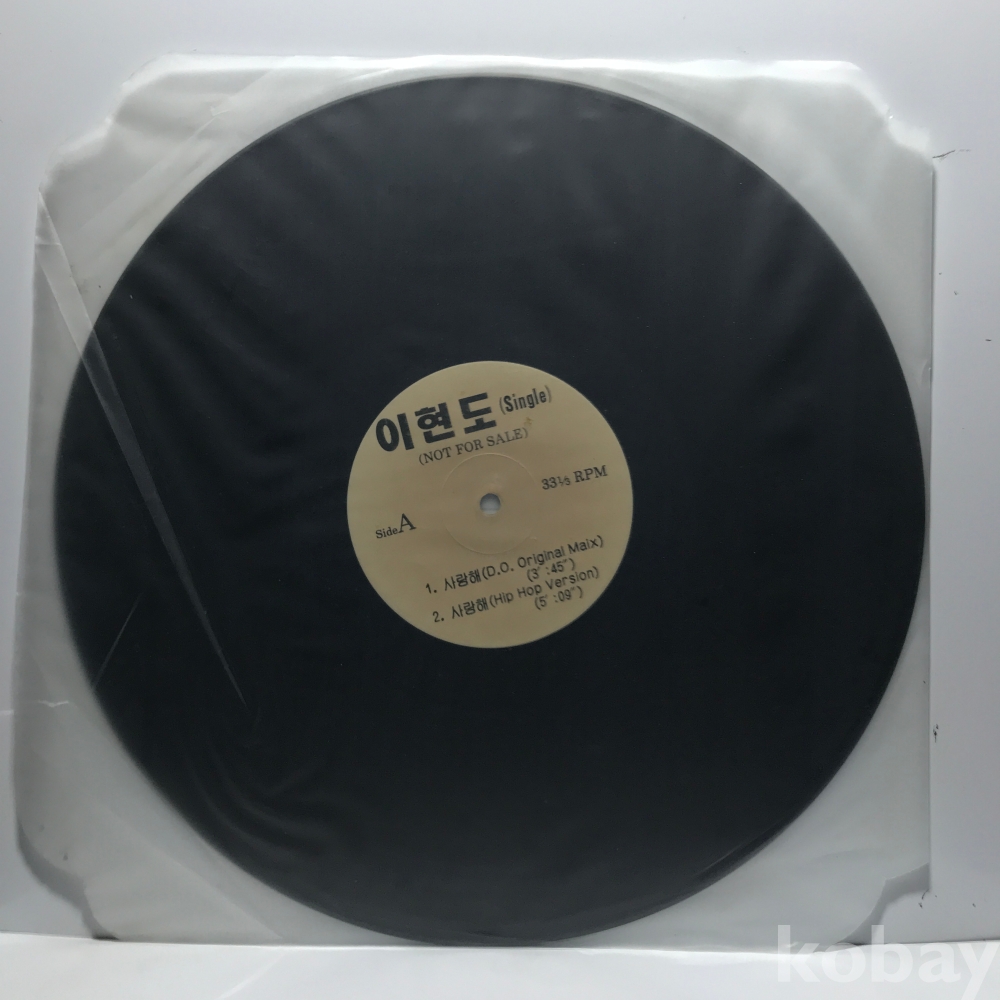 이현도 (Single)
(NOT FOR SALE)
33⅓ RPM
Side A
1. 사랑해(D.O. Original Maix)
(3′ :45″)
2. 사랑해(Hip Hop Version)
(5′ :09″)
kobay